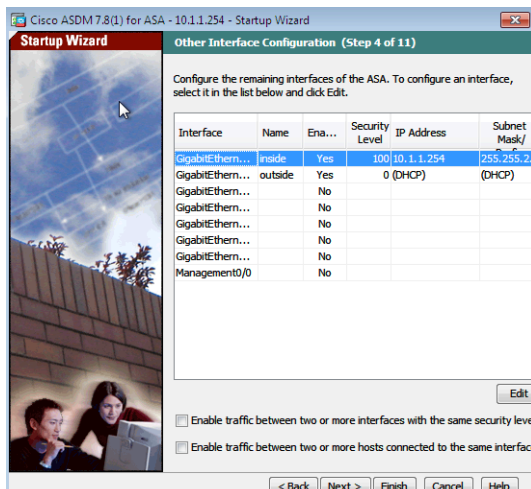 Cisco ASDM 7.8(1) for ASA - 10.1.1.254 - Startup Wizard
Startup Wizard
Other Interface Configuration (Step 4 of 11)
Configure the remaining interfaces of the ASA. To configure an interface,
select it in the list below and click Edit.
Interface Name Ena... Security Level IP Address Subnet Mask/
GigabitEthern... inside Yes 100 10.1.1.254 255.255.2
GigabitEthern... outside Yes 0 (DHCP) (DHCP)
GigabitEthern... No
GigabitEthern... No
GigabitEthern... No
GigabitEthern... No
GigabitEthern... No
Management0/0 No
Edit
Enable traffic between two or more interfaces with the same security leve
Enable traffic between two or more hosts connected to the same interfac
< Back Next > Finish Cancel Help